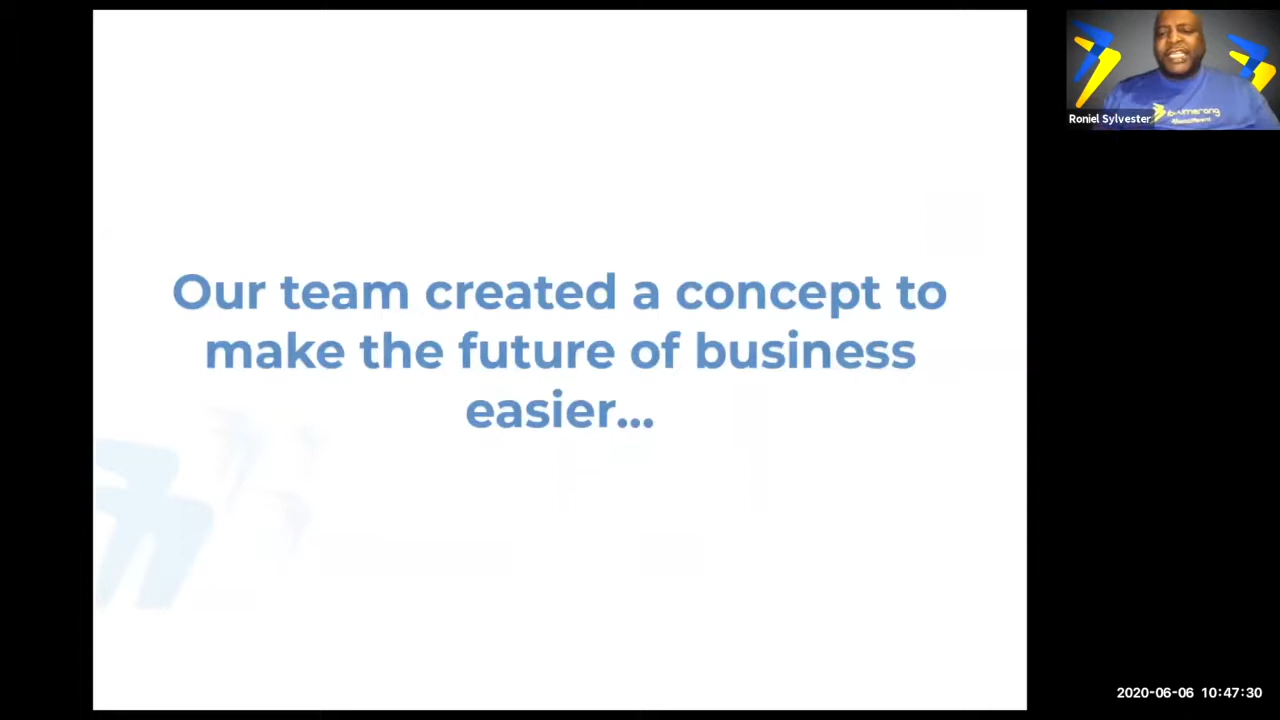 Our team created a concept to
make the future of business
easier...
Roniel Sylvester
2020-06-06 10:47:30